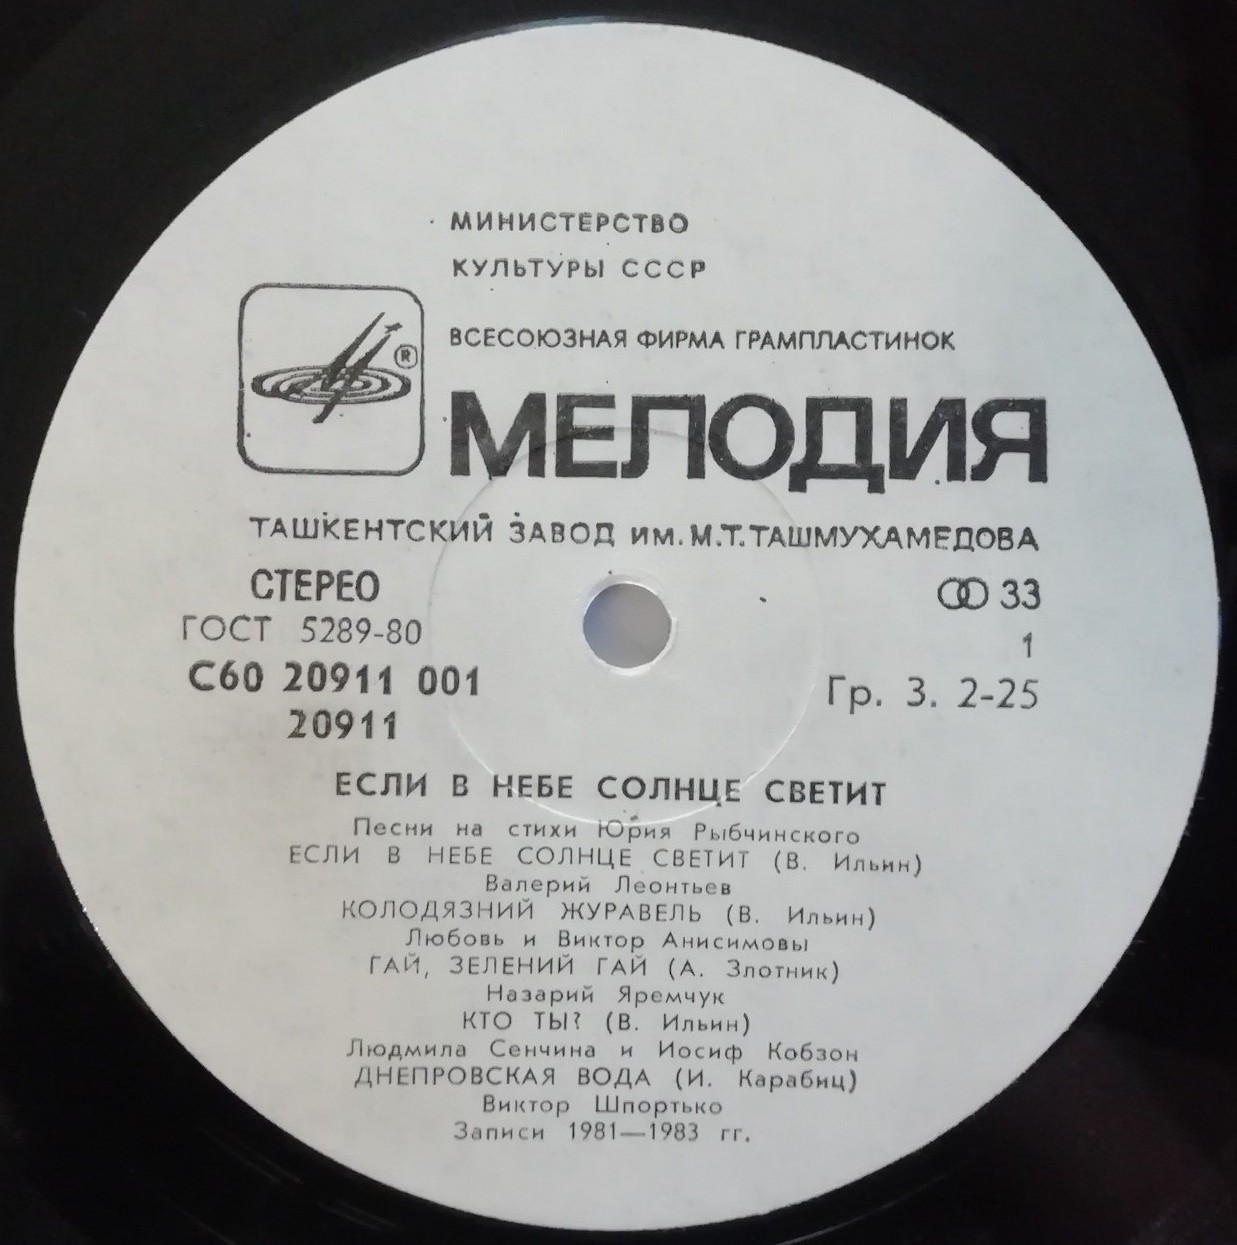 МИНИСТЕРСТВО
КУЛЬТУРЫ СССР
ВСЕСОЮЗНАЯ ФИРМА ГРАМПЛАСТИНОК
®
МЕЛОДИЯ
ТАШКЕНТСКИЙ ЗАВОД ИМ. М.Т.ТАШМУХАМЕДОВА
СТЕРЕО
33
ГОСТ 5289-80
1
С60 20911 001
Гр. 3. 2-25
20911
ЕСЛИ В НЕБЕ СОЛНЦЕ СВЕТИТ
Песни на стихи Юрия Рыбчинского
ЕСЛИ В НЕБЕ СОЛНЦЕ СВЕТИТ (В. Ильин)
Валерий Леонтьев
КОЛОДЯЗНИЙ ЖУРАВЕЛЬ (В. Ильин)
Любовь и Виктор Анисимовы
ГАЙ, ЗЕЛЕНИЙ ГАЙ (А. Злотник)
Назарий Яремчук
КТО ТЫ? (В. Ильин)
Людмила Сенчина и Иосиф Кобзон
ДНЕПРОВСКАЯ ВОДА (И. Карабиц)
Виктор Шпортько
Записи 1981—1983 гг.